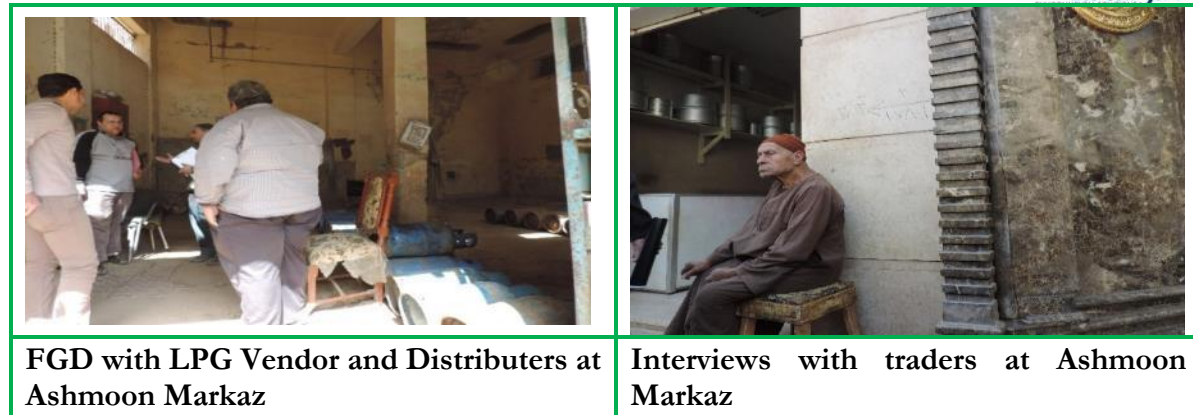 FGD with LPG Vendor and Distributers at
Ashmoon Markaz
Interviews with traders at Ashmoon
Markaz